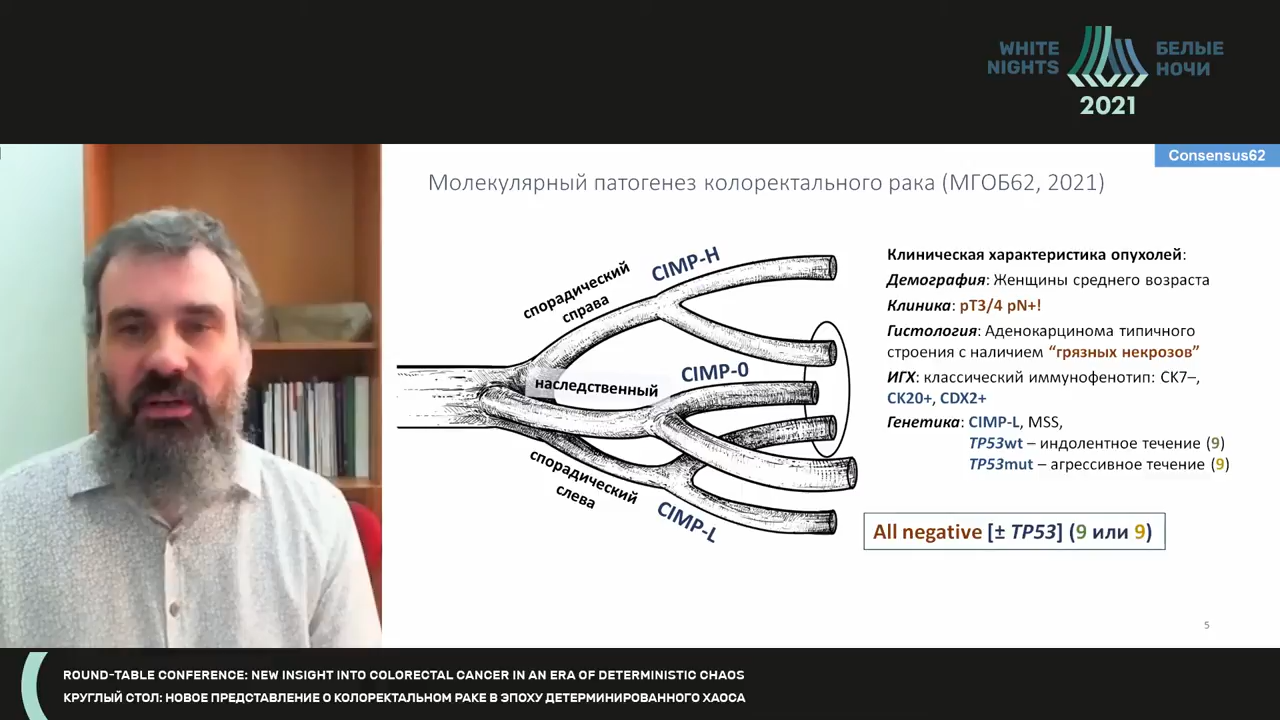 WHITE NIGHTS
БЕЛЫЕ НОЧИ
2021
Consensus62
Молекулярный патогенез колоректального рака (МГОБ62, 2021)
спорадический справа
CIMP-H
наследственный
CIMP-0
спорадический слева
CIMP-L
Клиническая характеристика опухолей:
Демография: Женщины среднего возраста
Клиника: pT3/4 pN+!
Гистология: Аденокарцинома типичного
строения с наличием “грязных некрозов”
ИГХ: классический иммунофенотип: CK7–,
CK20+, CDX2+
Генетика: CIMP-L, MSS,
TP53wt – индолентное течение (9)
TP53mut – агрессивное течение (9)
All negative [± TP53] (9 или 9)
5
ROUND-TABLE CONFERENCE: NEW INSIGHT INTO COLORECTAL CANCER IN AN ERA OF DETERMINISTIC CHAOS
КРУГЛЫЙ СТОЛ: НОВОЕ ПРЕДСТАВЛЕНИЕ О КОЛОРЕКТАЛЬНОМ РАКЕ В ЭПОХУ ДЕТЕРМИНИРОВАННОГО ХАОСА